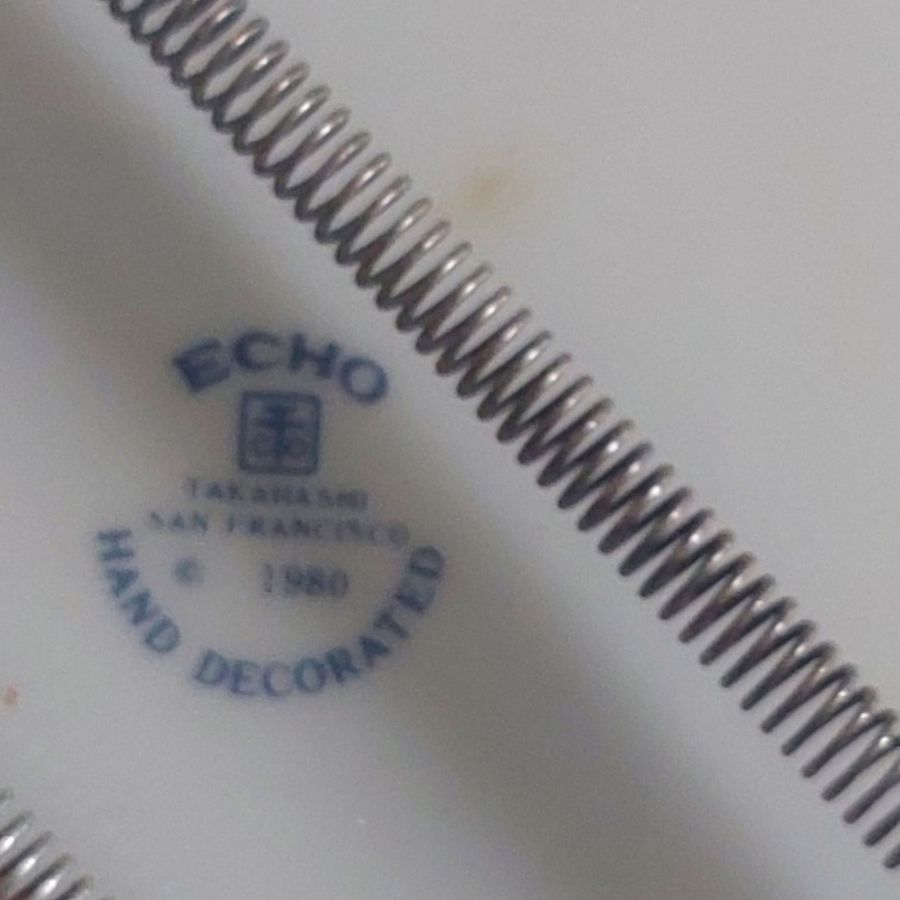 ECHO
TAKAHASHI
SAN FRANCISCO
© 1980
HAND DECORATED